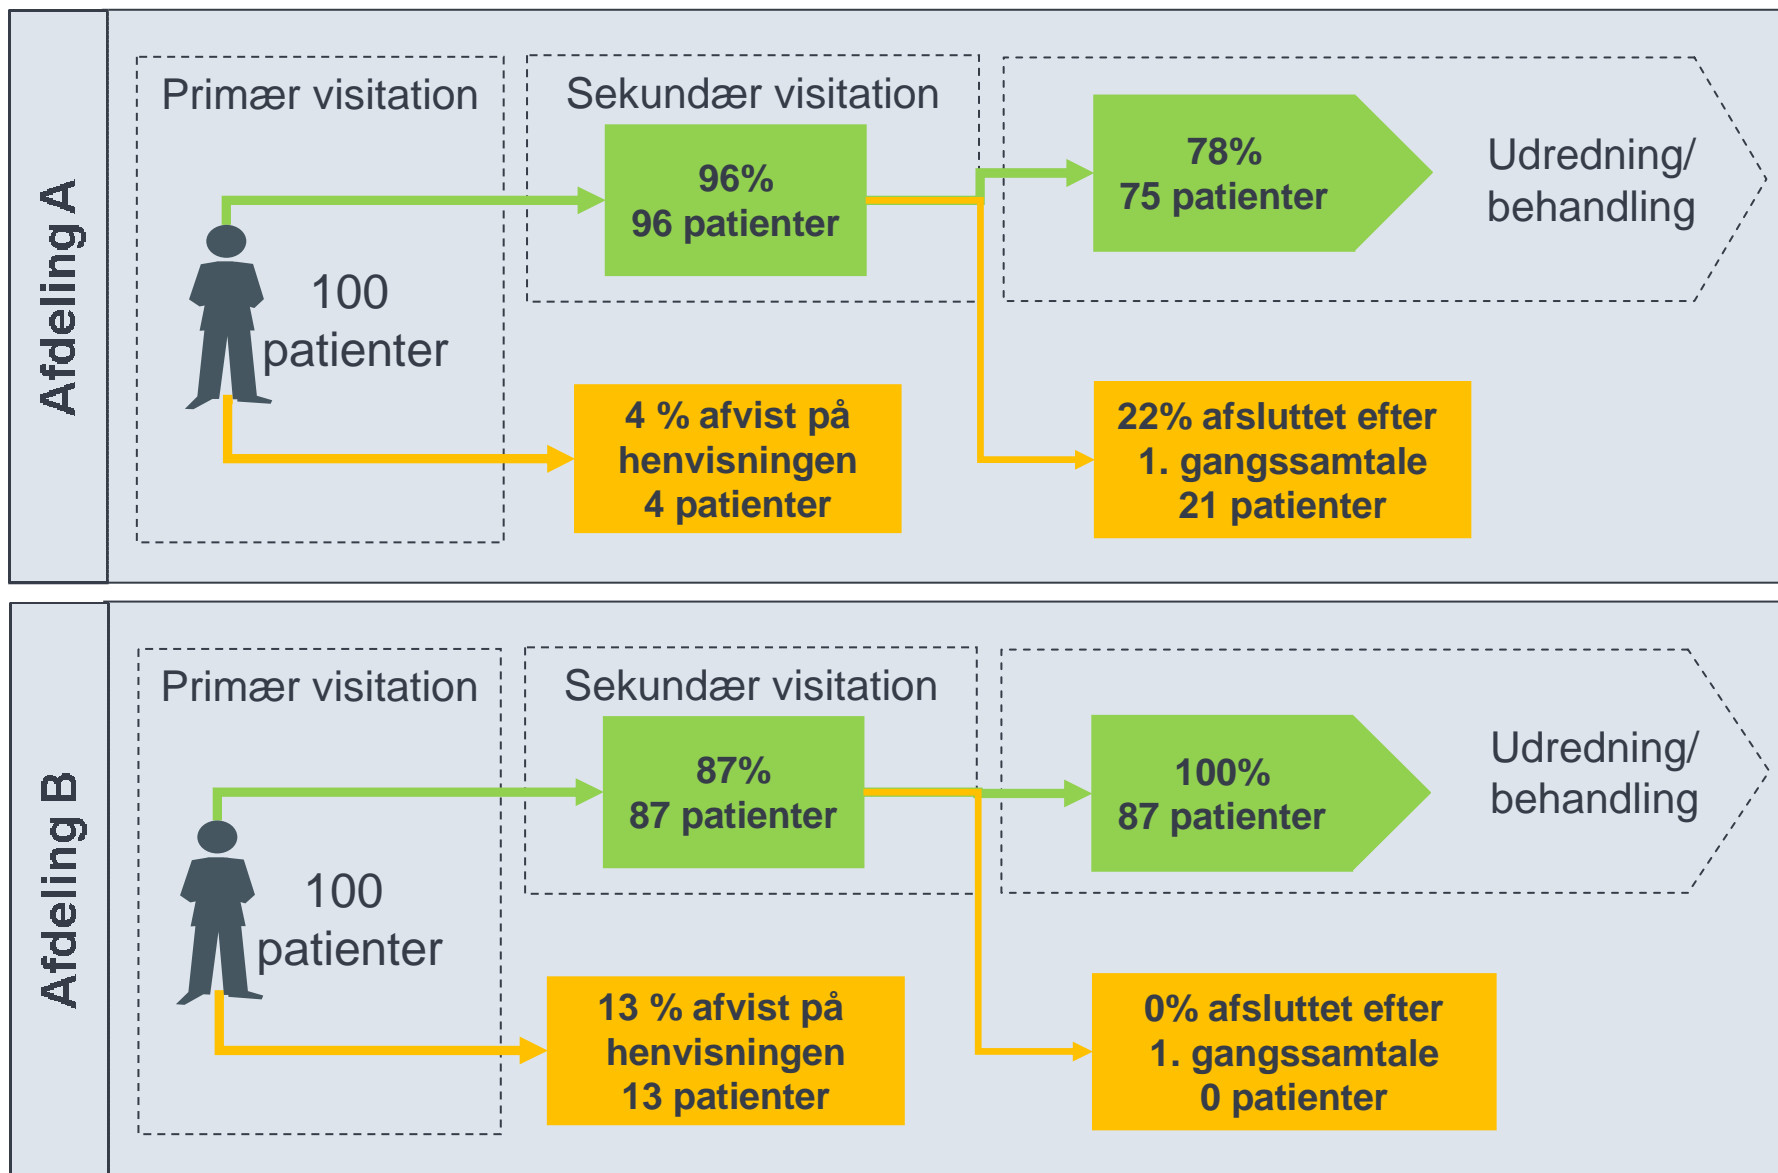 Afdeling A
Primær visitation
100
patienter
Sekundær visitation
96%
96 patienter
78%
75 patienter
Udredning/
behandling
4 % afvist på
henvisningen
4 patienter
22% afsluttet efter
1. gangssamtale
21 patienter
Afdeling B
Primær visitation
100
patienter
Sekundær visitation
87%
87 patienter
100%
87 patienter
Udredning/
behandling
13 % afvist på
henvisningen
13 patienter
0% afsluttet efter
1. gangssamtale
0 patienter